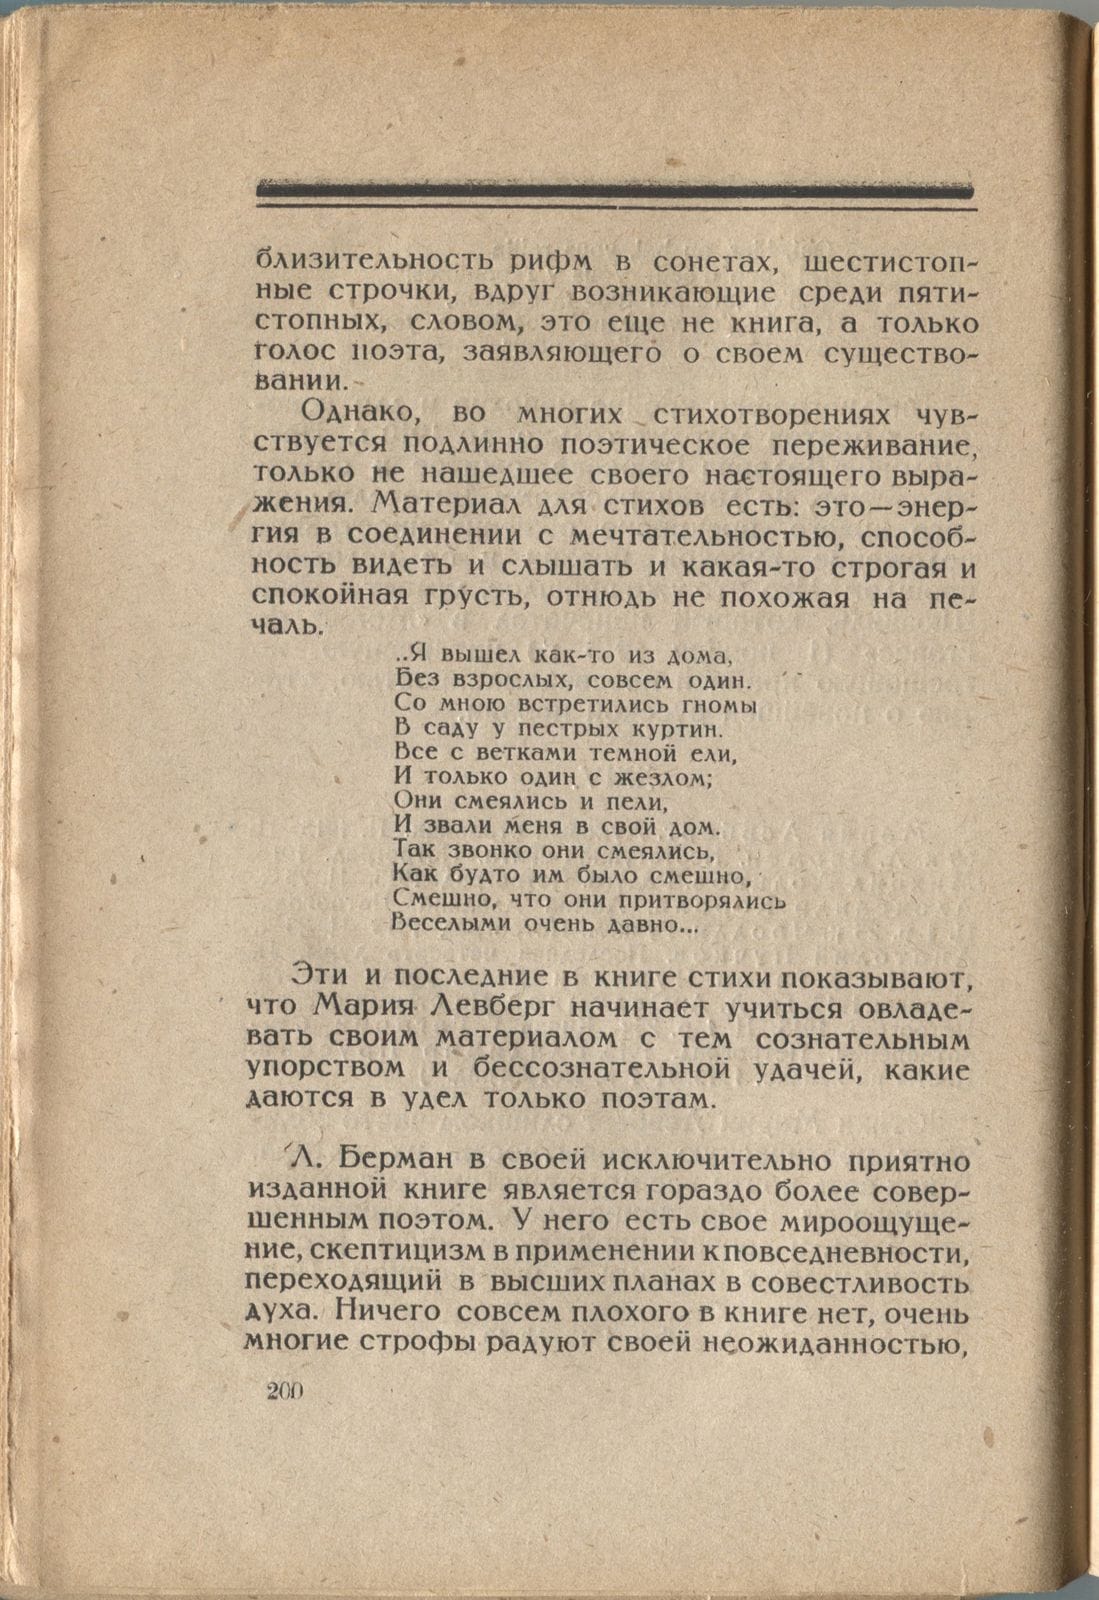 близительность рифм в сонетах, шестистоп-
ные строчки, вдруг возникающие среди пяти-
стопных, словом, это еще не книга, а только
голос поэта, заявляющего о своем существо-
вании.
Однако, во многих стихотворениях чув-
ствуется подлинно поэтическое переживание,
только не нашедшее своего настоящего выра-
жения. Материал для стихов есть: это—энер-
гия в соединении с мечтательностью, способ-
ность видеть и слышать и какая-то строгая и
спокойная грусть, отнюдь не похожая на пе-
чаль.
..Я вышел как-то из дома,
Без взрослых, совсем один.
Со мною встретились гномы
В саду у пестрых куртин.
Все с ветками темной ели,
И только один с жезлом;
Они смеялись и пели,
И звали меня в свой дом.
Так звонко они смеялись,
Как будто им было смешно,
Смешно, что они притворялись
Веселыми очень давно...
Эти и последние в книге стихи показывают,
что Мария Левберг начинает учиться овладе-
вать своим материалом с тем сознательным
упорством и бессознательной удачей, какие
даются в удел только поэтам.
Л. Берман в своей исключительно приятно
изданной книге является гораздо более совер-
шенным поэтом. У него есть свое мироощуще-
ние, скептицизм в применении к повседневности,
переходящий в высших планах в совестливость
духа. Ничего совсем плохого в книге нет, очень
многие строфы радуют своей неожиданностью,
200